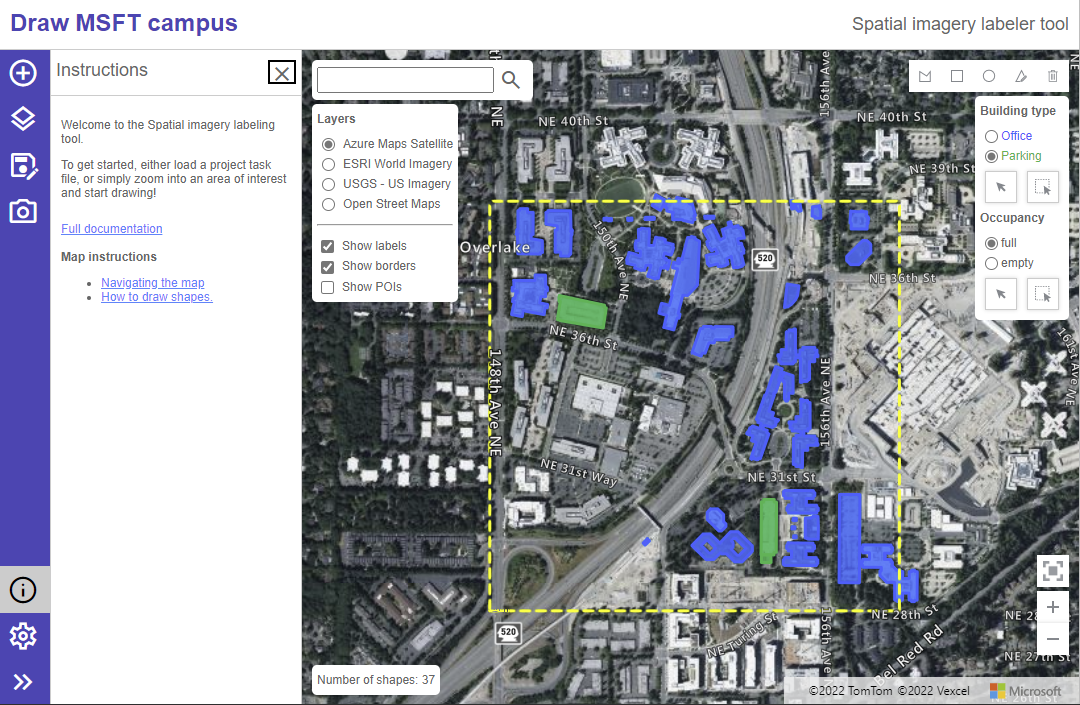 Draw MSFT campus
Spatial imagery labeler tool
Instructions
Welcome to the Spatial imagery labeling
tool.
To get started, either load a project task
file, or simply zoom into an area of interest
and start drawing!
Full documentation
Map instructions
Navigating the map
How to draw shapes.
Layers
Azure Maps Satellite
ESRI World Imagery
USGS - US Imagery
Open Street Maps
Show labels
Show borders
Show POIs
Building type
Office
Parking
Occupancy
full
empty
NE
NE 40th St
156th Ave
NE 40th St
NE
NE 39th St
Overlake
150th Ave NE
520
NE 36th St
NE 36th St
148th Ave NE
156th Ave NE
161st Ave NE
NE 31st Way
NE 31st St
520
NE Turing St
156th Ave
NE 28th St
NE 28
Bel Red Rd
NE 27th St
Number of shapes: 37
©2022 TomTom ©2022 Vexcel
Microsoft